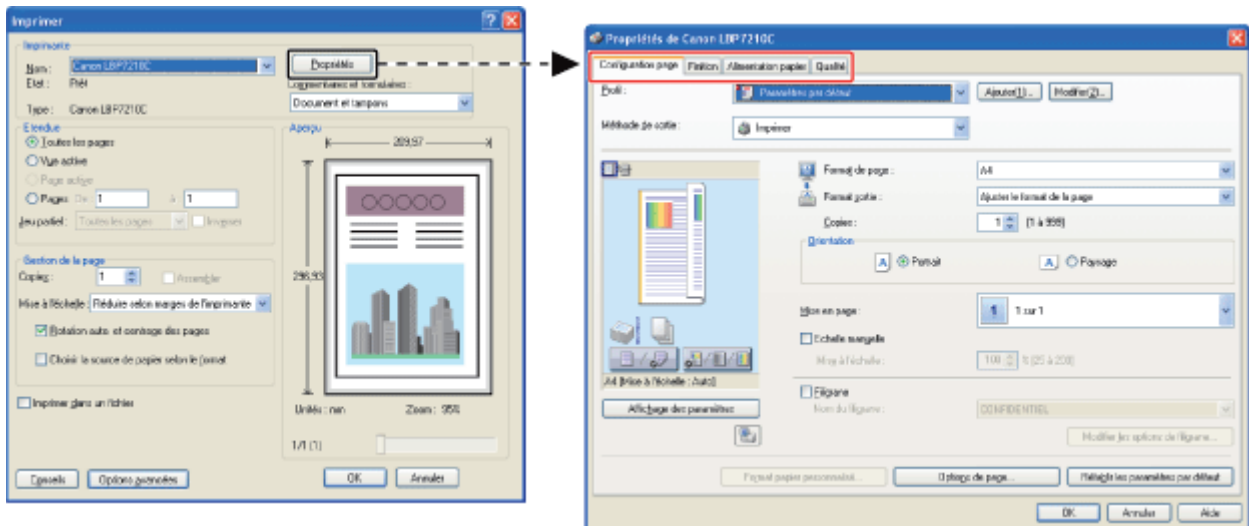 Imprimer
Imprimante
Nom : Canon LBP7210C
Propriétés
Etat : Prêt
Commentaires et formulaires :
Type : Canon LBP7210C
Document et tampons
Etendue
Toutes les pages
Vue active
Page active
Pages De : 1 à 1
Jeu partiel : Toutes les pages Inverser
Gestion de la page
Copies : 1 Assembler
Mise à l'échelle : Réduire selon marges de l'imprimante
Rotation auto. et centrage des pages
Choisir la source de papier selon le format
Imprimer dans un fichier
Aperçu
209,97
296,93
Unités : mm Zoom : 95%
1/1 (1)
Conseils Options avancées OK Annuler
Propriétés de Canon LBP7210C
Configuration page Finition Alimentation papier Qualité
Profil : Paramètres par défaut Ajouter(1)... Modifier(2)...
Méthode de sortie : Imprimer
Format de page : A4
Format sortie : Ajuster le format de la page
Copies : 1 (1 à 999)
Orientation
A Portrait A Paysage
Mise en page : 1 1 sur 1
Echelle manuelle
Mise à l'échelle : 100 % (25 à 200)
A4 (Mise à l'échelle : Auto)
Filigrane
Affichage des paramètres
Nom du filigrane : CONFIDENTIEL
Modifier les options de filigrane...
Format papier personnalisé... Options de page... Rétablir les paramètres par défaut
OK Annuler Aide